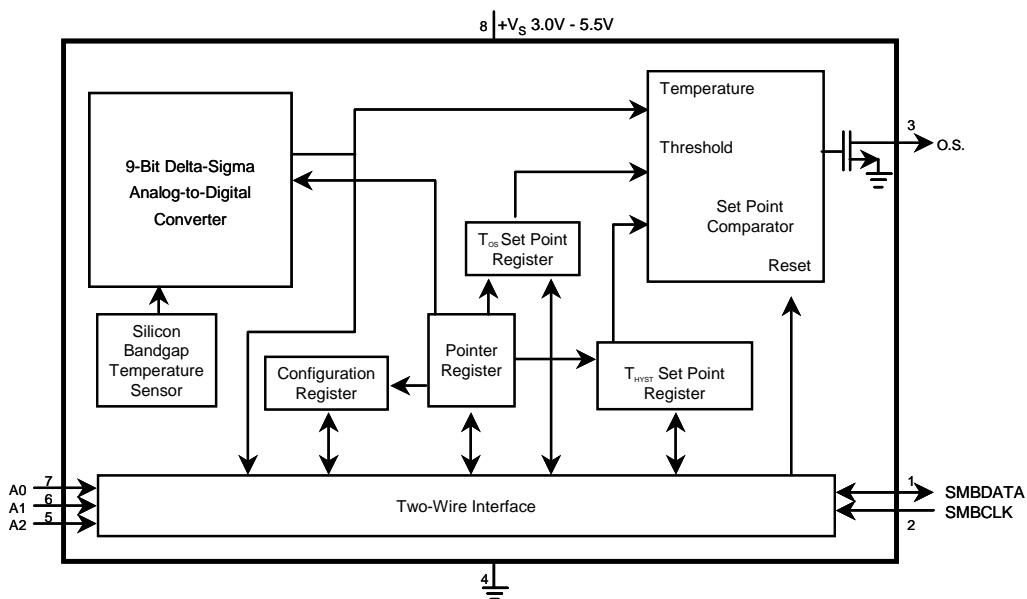 8 +VS 3.0V - 5.5V
Temperature
Threshold
Set Point
Comparator
Reset
3
O.S.
9-Bit Delta-Sigma
Analog-to-Digital
Converter
TOS Set Point
Register
Silicon
Bandgap
Temperature
Sensor
Configuration
Register
Pointer
Register
THYST Set Point
Register
A0 7
A1 6
A2 5
Two-Wire Interface
1 SMBDATA
SMBCLK
2
4